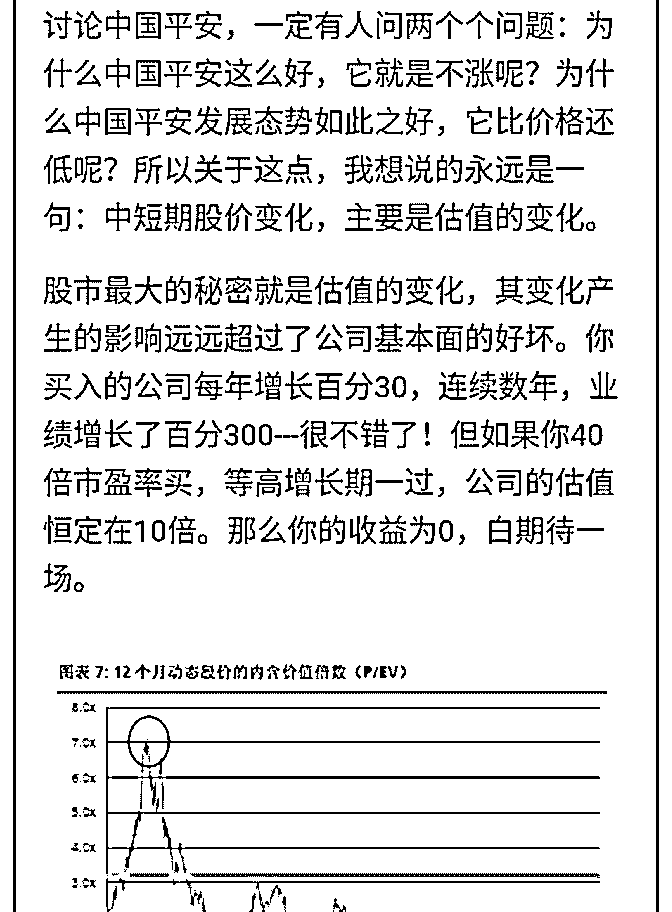 讨论中国平安，一定有人问两个个问题：为
什么中国平安这么好，它就是不涨呢？为什
么中国平安发展态势如此之好，它比价格还
低呢？所以关于这点，我想说的永远是一
句：中短期股价变化，主要是估值的变化。
股市最大的秘密就是估值的变化，其变化产
生的影响远远超过了公司基本面的好坏。你
买入的公司每年增长百分30，连续数年，业
绩增长了百分300---很不错了！但如果你40
倍市盈率买，等高增长期一过，公司的估值
恒定在10倍。那么你的收益为0，白期待一
场。
图表 7: 12 个月动态股价的内含价值倍数（P/EV）
8.0x
7.0x
6.0x
5.0x
4.0x
3.0x